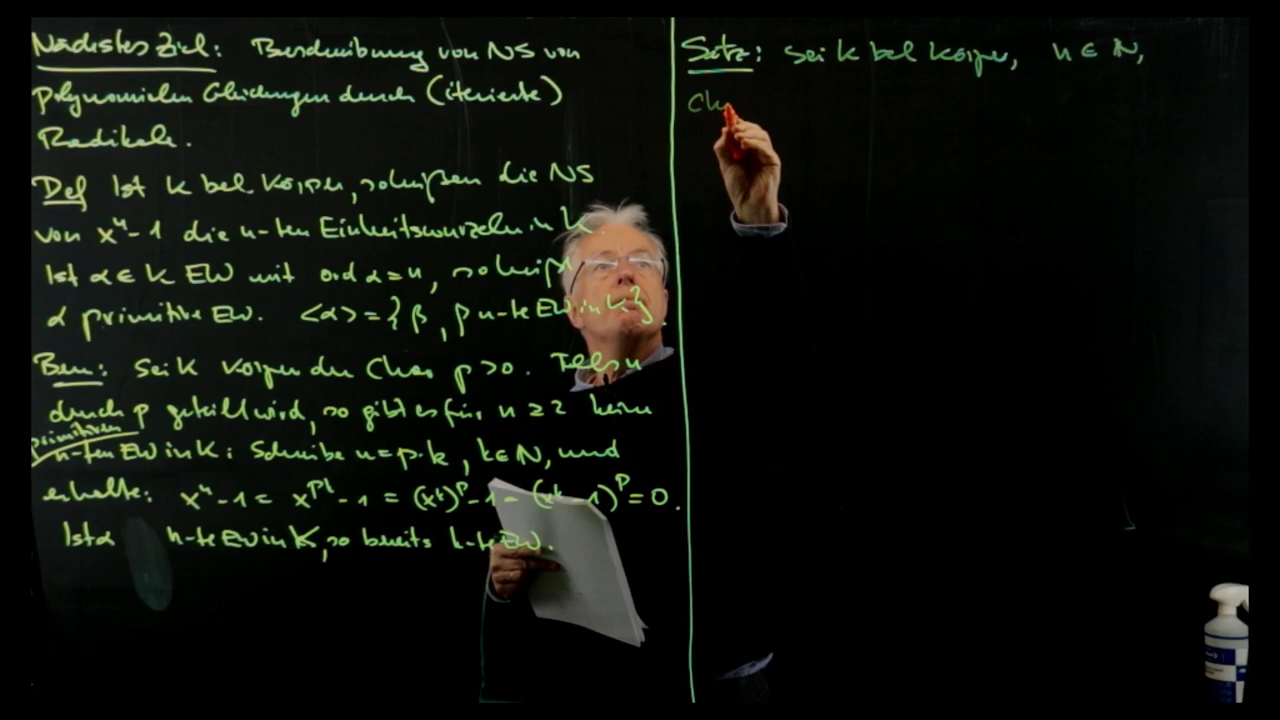 Nächstes Ziel: Beschreibung von NS von
polynomialen Gleichungen durch (iterierte)
Radikale.
Def Ist K bel Körper, so heißen die NS
von x^n - 1 die n-ten Einheitswurzeln in K.
Ist α ∈ K EW mit ord α = n, so heißt
α primitive EW. <α> = { β, β n-te EW in K}.
Bem: Sei K Körper der Char p > 0. Falls n
durch p geteilt wird, so gibt es für n ≥ 2 keine
primitiven
n-ten EW in K: Schreibe n = p·k, k ∈ N, und
erhalte: x^n - 1 = x^{pk} - 1 = (x^k)^p - 1 = (x^k - 1)^p = 0.
Ist α n-te EW in K, so bereits k-te EW.
Satz: Sei K bel Körper, n ∈ N,
Cha